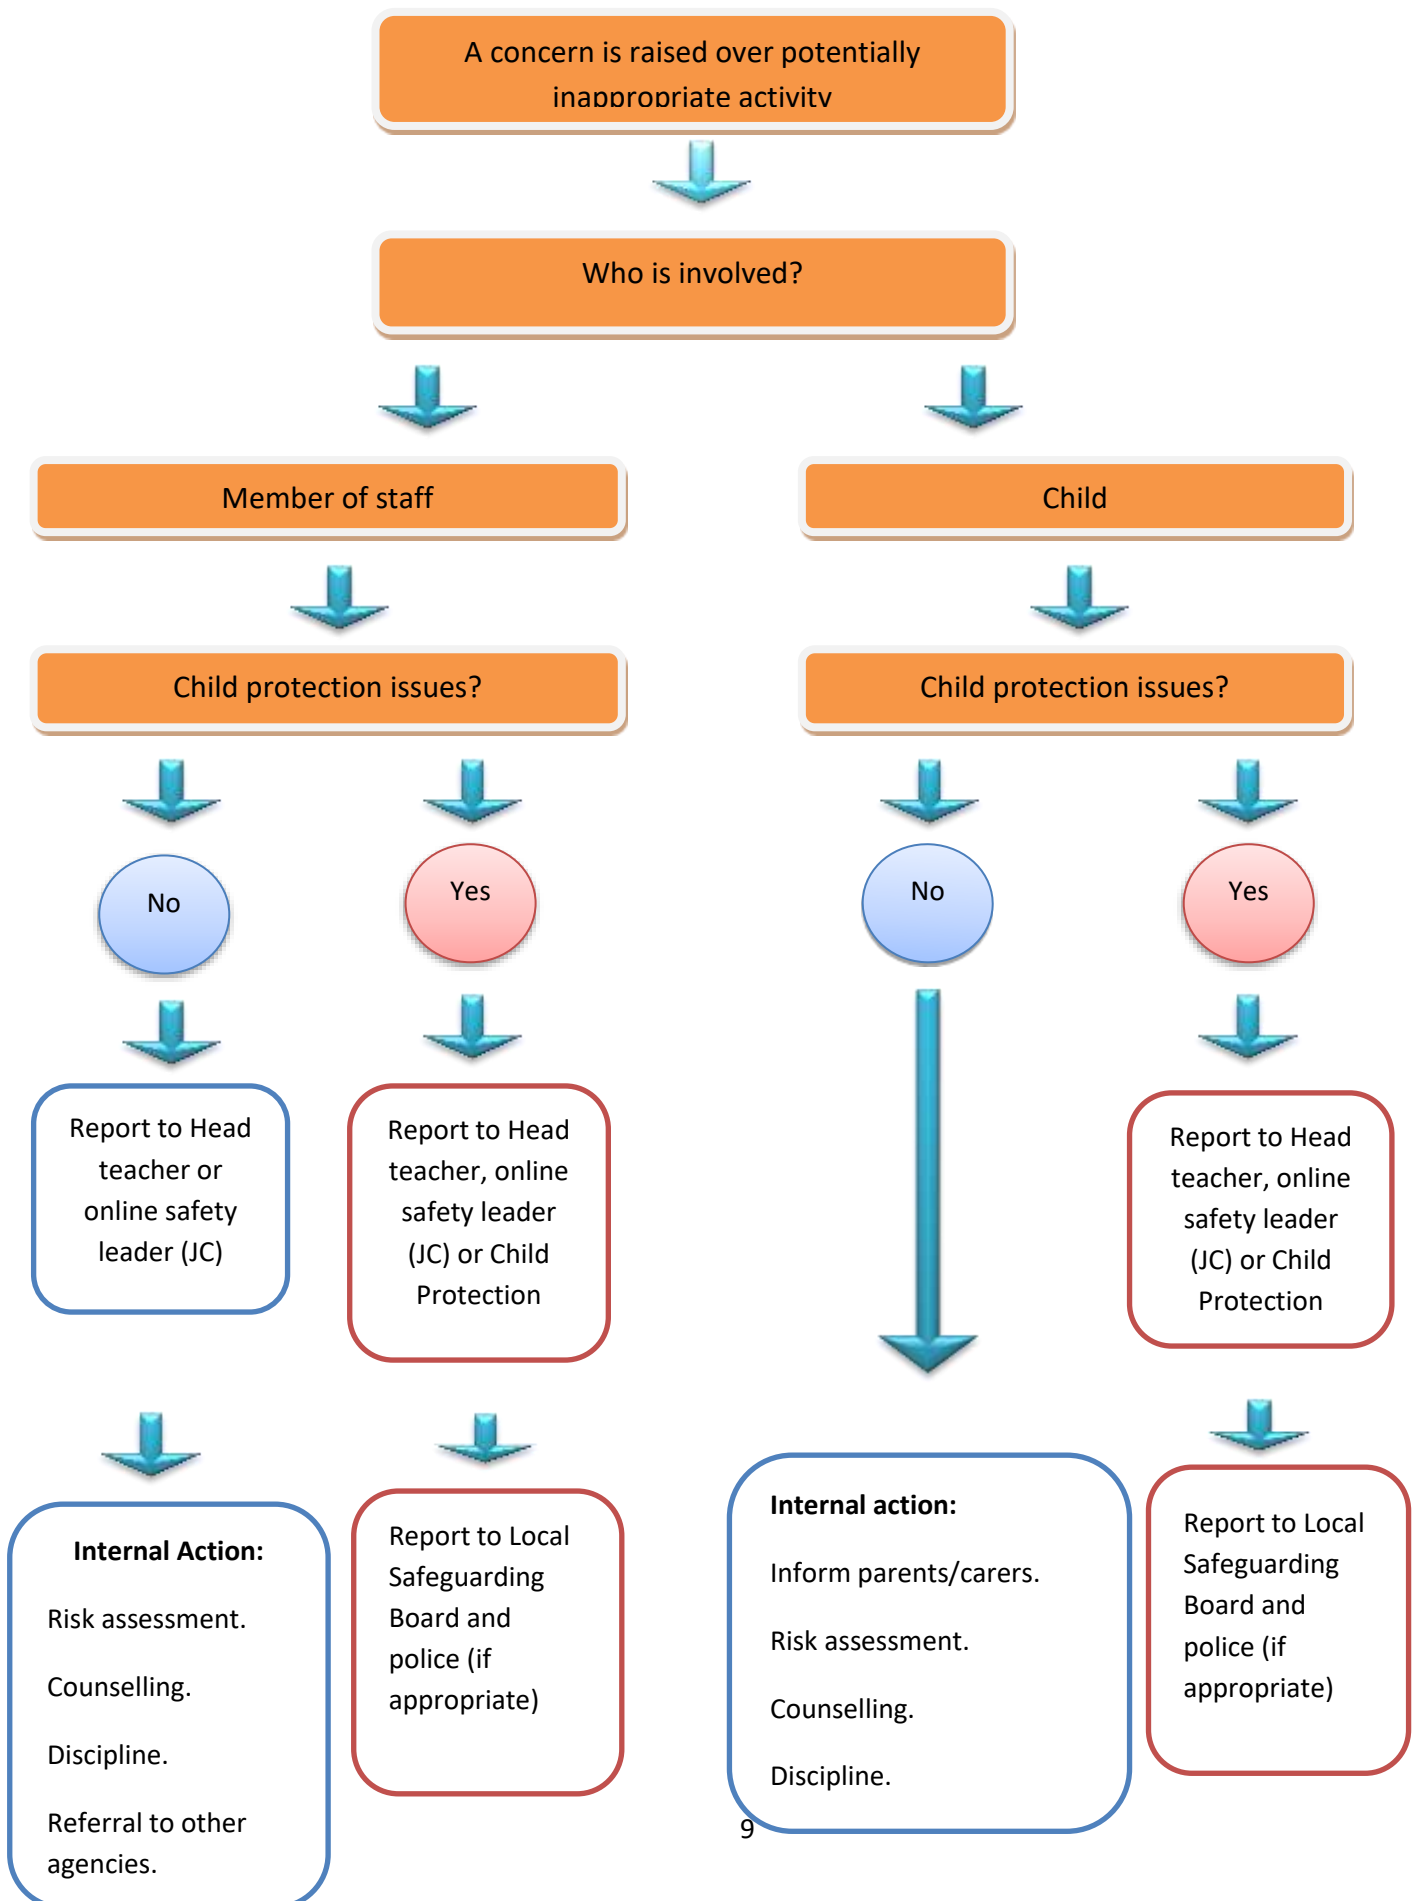 A concern is raised over potentially
inappropriate activity
Who is involved?
Member of staff
Child
Child protection issues?
Child protection issues?
No
Yes
No
Yes
Report to Head
teacher or
online safety
leader (JC)
Report to Head
teacher, online
safety leader
(JC) or Child
Protection
Report to Head
teacher, online
safety leader
(JC) or Child
Protection
Internal Action:
Risk assessment.
Counselling.
Discipline.
Referral to other
agencies.
Report to Local
Safeguarding
Board and
police (if
appropriate)
Internal action:
Inform parents/carers.
Risk assessment.
Counselling.
Discipline.
Report to Local
Safeguarding
Board and
police (if
appropriate)
9